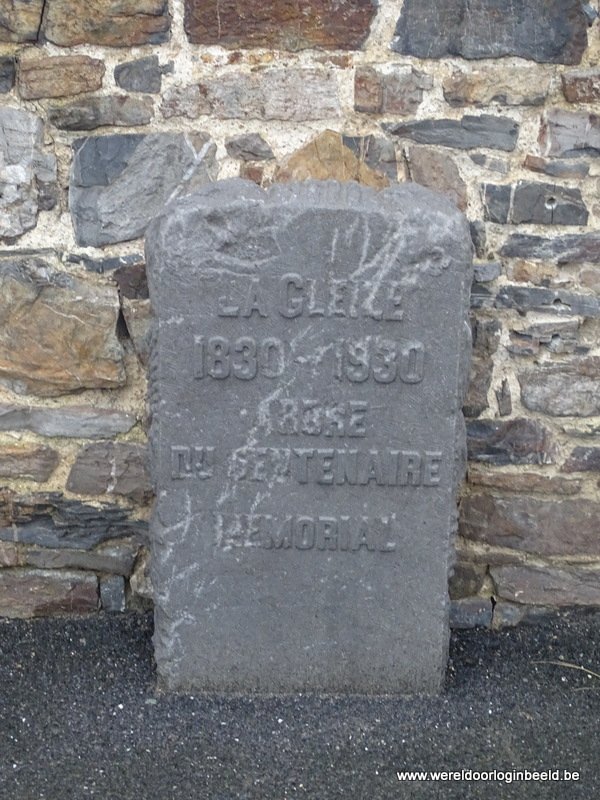 LA GLEIZE
1830 - 1930
ARBRE
DU CENTENAIRE
MEMORIAL
www.wereldoorloginbeeld.be